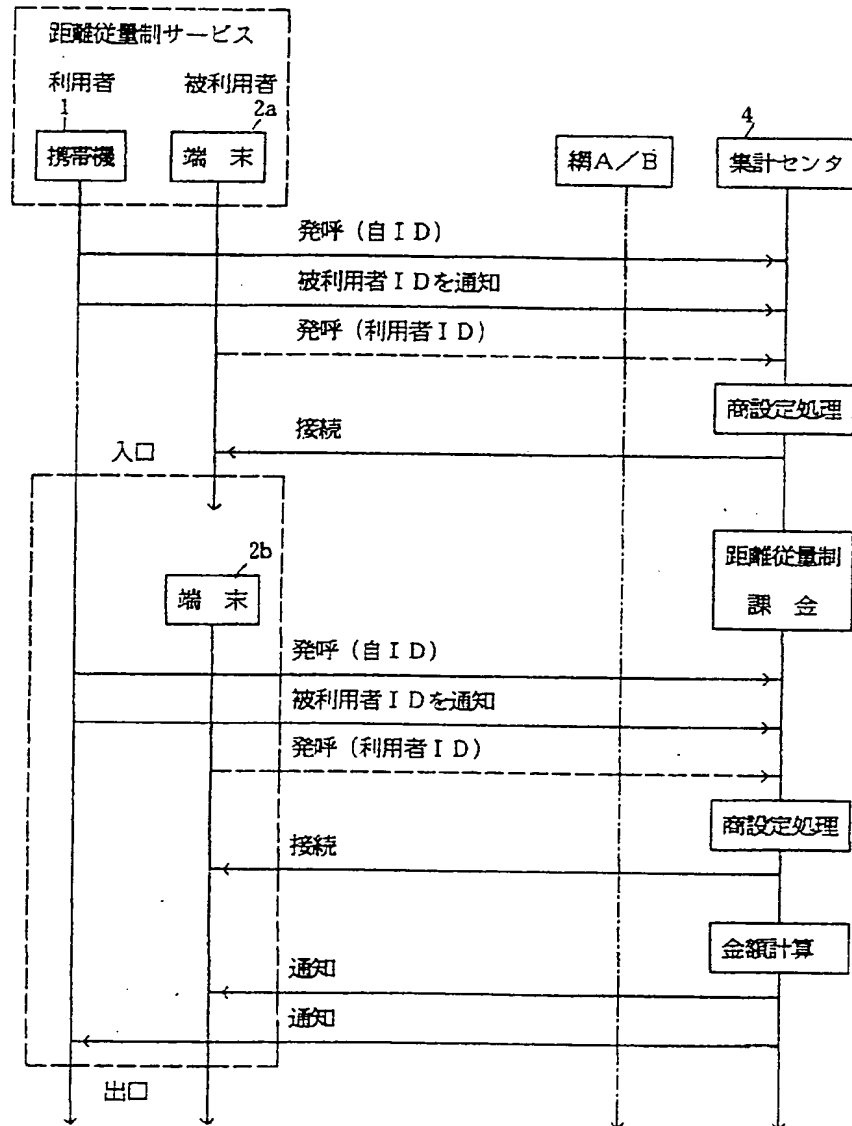 距離従量制サービス
利用者 被利用者
1 2a 4
携帯機 端 末 網A/B 集計センタ
発呼（自ID）
被利用者IDを通知
発呼（利用者ID）
商設定処理
接続
入口
距離従量制
課 金
2b
端 末
発呼（自ID）
被利用者IDを通知
発呼（利用者ID）
商設定処理
接続
金額計算
通知
通知
出口